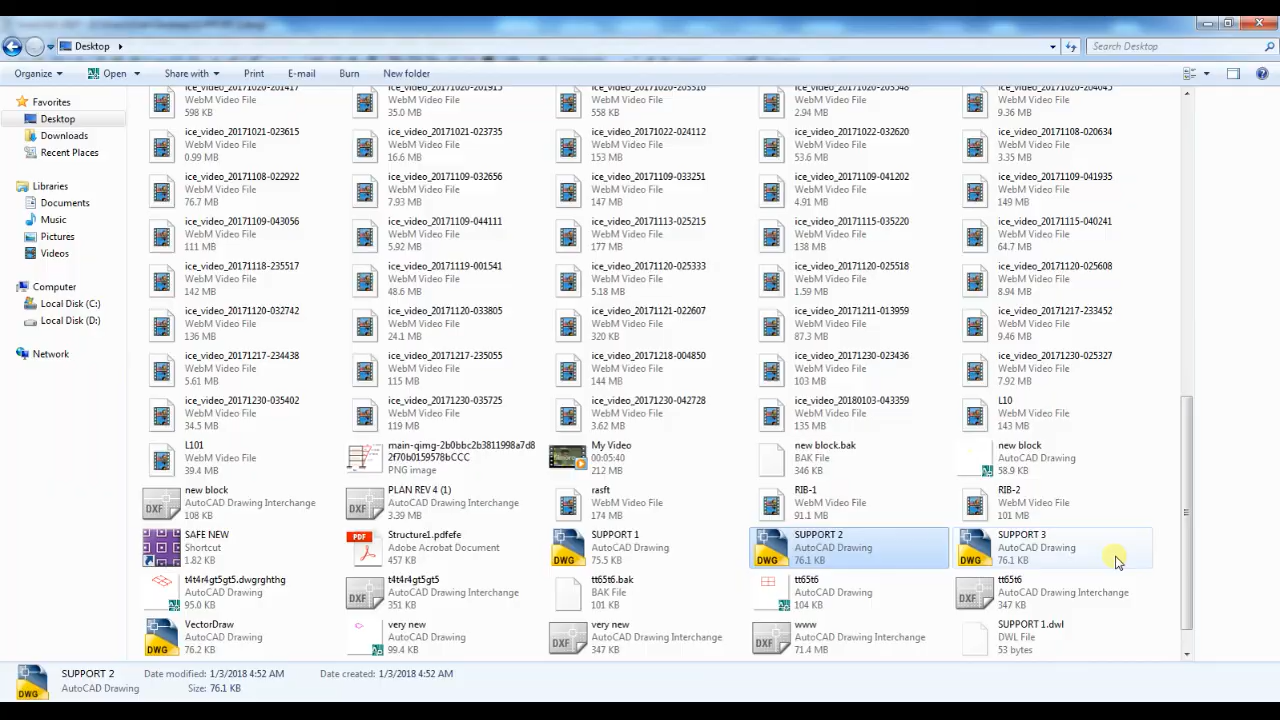 Desktop
Search Desktop
Organize
Open
Share with
Print
E-mail
Burn
New folder
Favorites
Desktop
Downloads
Recent Places
Libraries
Documents
Music
Pictures
Videos
Computer
Local Disk (C:)
Local Disk (D:)
Network
WebM Video File
598 KB
WebM Video File
35.0 MB
WebM Video File
558 KB
WebM Video File
2.94 MB
WebM Video File
9.36 MB
ice_video_20171021-023615
WebM Video File
0.99 MB
ice_video_20171021-023735
WebM Video File
16.6 MB
ice_video_20171022-024112
WebM Video File
153 MB
ice_video_20171022-032620
WebM Video File
53.6 MB
ice_video_20171108-020634
WebM Video File
3.35 MB
ice_video_20171108-022922
WebM Video File
76.7 MB
ice_video_20171109-032656
WebM Video File
7.93 MB
ice_video_20171109-033251
WebM Video File
147 MB
ice_video_20171109-041202
WebM Video File
4.91 MB
ice_video_20171109-041935
WebM Video File
149 MB
ice_video_20171109-043056
WebM Video File
111 MB
ice_video_20171109-044111
WebM Video File
5.92 MB
ice_video_20171113-025215
WebM Video File
177 MB
ice_video_20171115-035220
WebM Video File
138 MB
ice_video_20171115-040241
WebM Video File
64.7 MB
ice_video_20171118-235517
WebM Video File
142 MB
ice_video_20171119-001541
WebM Video File
48.6 MB
ice_video_20171120-025333
WebM Video File
5.18 MB
ice_video_20171120-025518
WebM Video File
1.59 MB
ice_video_20171120-025608
WebM Video File
8.94 MB
ice_video_20171120-032742
WebM Video File
136 MB
ice_video_20171120-033805
WebM Video File
24.1 MB
ice_video_20171121-022607
WebM Video File
320 KB
ice_video_20171211-013959
WebM Video File
87.3 MB
ice_video_20171217-233452
WebM Video File
9.46 MB
ice_video_20171217-234438
WebM Video File
5.61 MB
ice_video_20171217-235055
WebM Video File
115 MB
ice_video_20171218-004850
WebM Video File
144 MB
ice_video_20171230-023436
WebM Video File
103 MB
ice_video_20171230-025327
WebM Video File
7.92 MB
ice_video_20171230-035402
WebM Video File
34.5 MB
ice_video_20171230-035725
WebM Video File
119 MB
ice_video_20171230-042728
WebM Video File
3.62 MB
ice_video_20180103-043359
WebM Video File
135 MB
L10
WebM Video File
143 MB
L101
WebM Video File
39.4 MB
main-qimg-2b0bbc2b3811998a7d8
2f70b0159578bCCC
PNG image
My Video
00:05:40
212 MB
new block.bak
BAK File
346 KB
new block
AutoCAD Drawing
58.9 KB
new block
AutoCAD Drawing Interchange
108 KB
PLAN REV 4 (1)
AutoCAD Drawing Interchange
3.39 MB
rasft
WebM Video File
174 MB
RIB-1
WebM Video File
91.1 MB
RIB-2
WebM Video File
101 MB
SAFE NEW
Shortcut
1.82 KB
Structure1.pdfefe
Adobe Acrobat Document
457 KB
SUPPORT 1
AutoCAD Drawing
75.5 KB
SUPPORT 2
AutoCAD Drawing
76.1 KB
SUPPORT 3
AutoCAD Drawing
76.1 KB
t4t4r4gt5gt5.dwgrghthg
AutoCAD Drawing
95.0 KB
t4t4r4gt5gt5
AutoCAD Drawing Interchange
351 KB
tt65t6.bak
BAK File
101 KB
tt65t6
AutoCAD Drawing
104 KB
tt65t6
AutoCAD Drawing Interchange
347 KB
VectorDraw
AutoCAD Drawing
76.2 KB
very new
AutoCAD Drawing
99.4 KB
very new
AutoCAD Drawing Interchange
347 KB
www
AutoCAD Drawing Interchange
71.4 MB
SUPPORT 1.dwl
DWL File
53 bytes
SUPPORT 2 Date modified: 1/3/2018 4:52 AM Date created: 1/3/2018 4:52 AM
AutoCAD Drawing Size: 76.1 KB